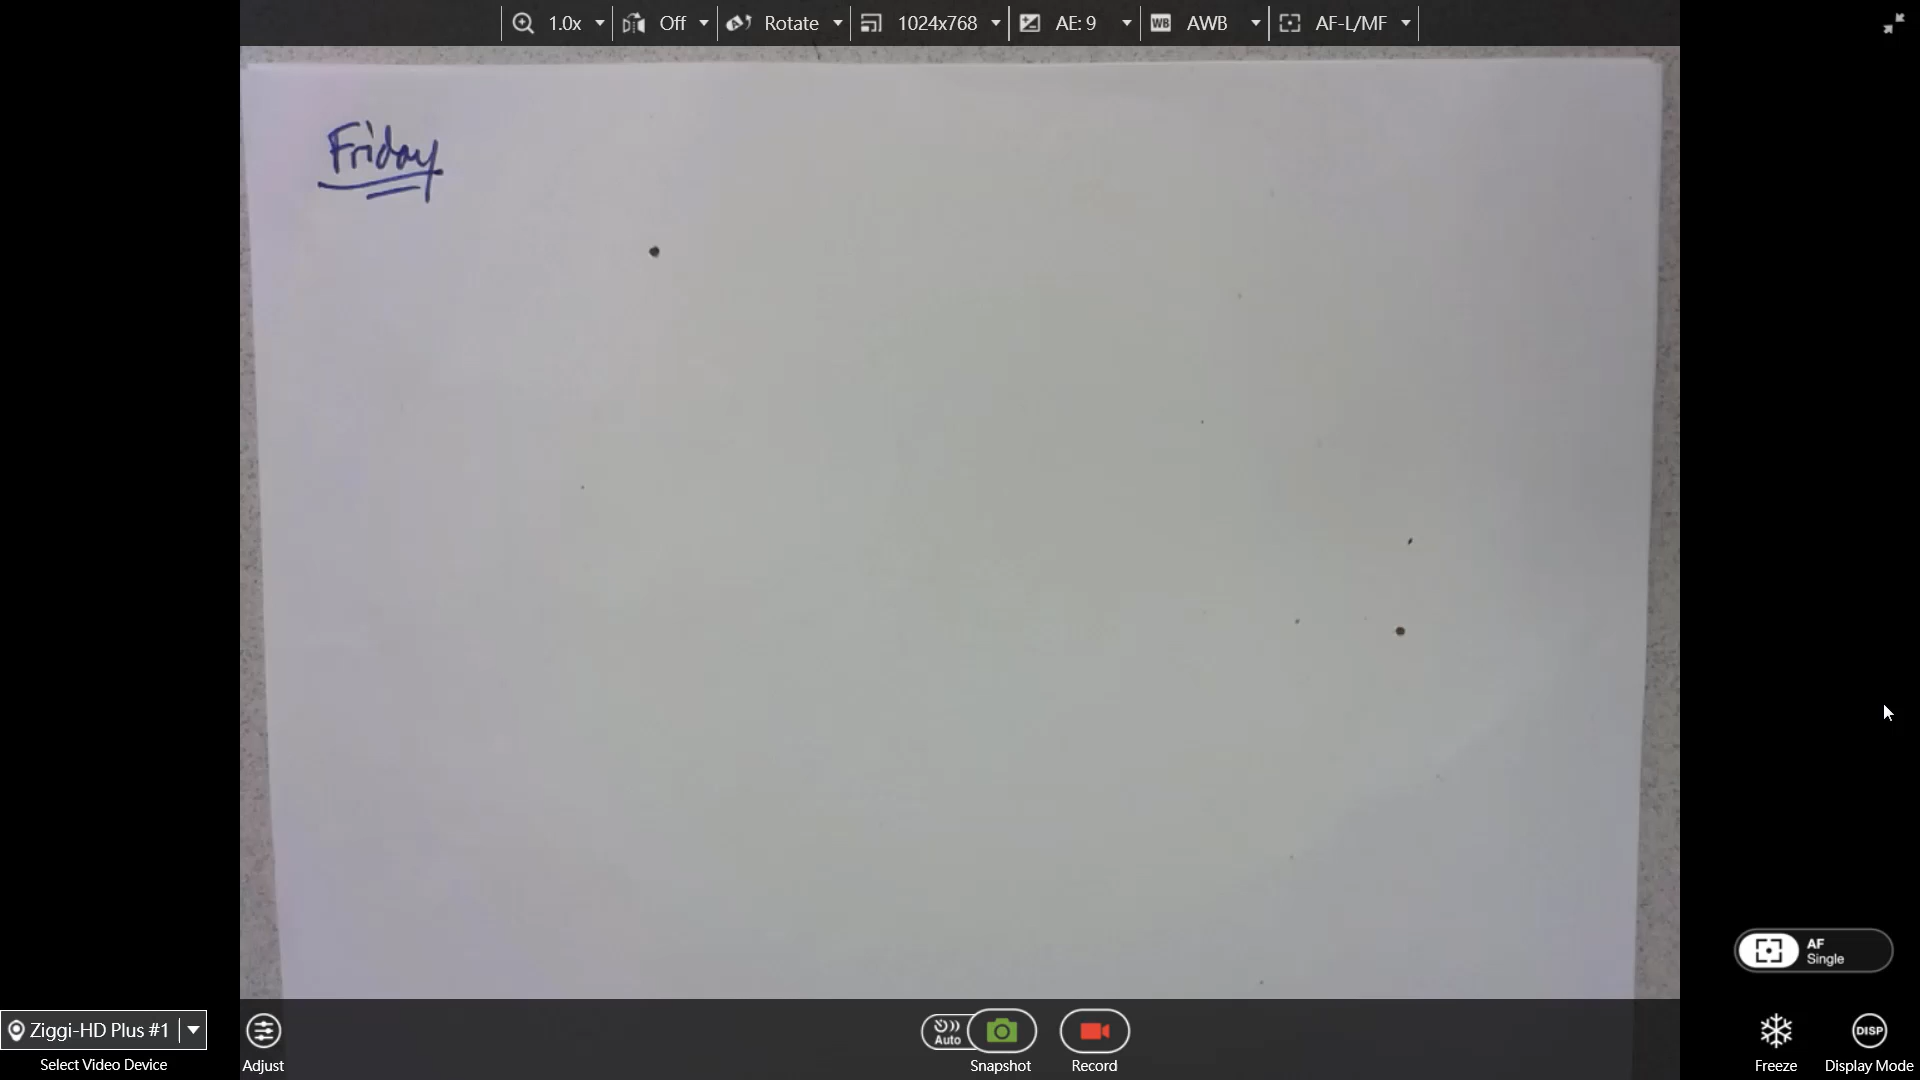 1.0x Off Rotate 1024x768 AE: 9 WB AWB AF-L/MF
Friday
AF
Single
Ziggi-HD Plus #1
Select Video Device
Adjust
Auto
Snapshot
Record
Freeze
DISP
Display Mode